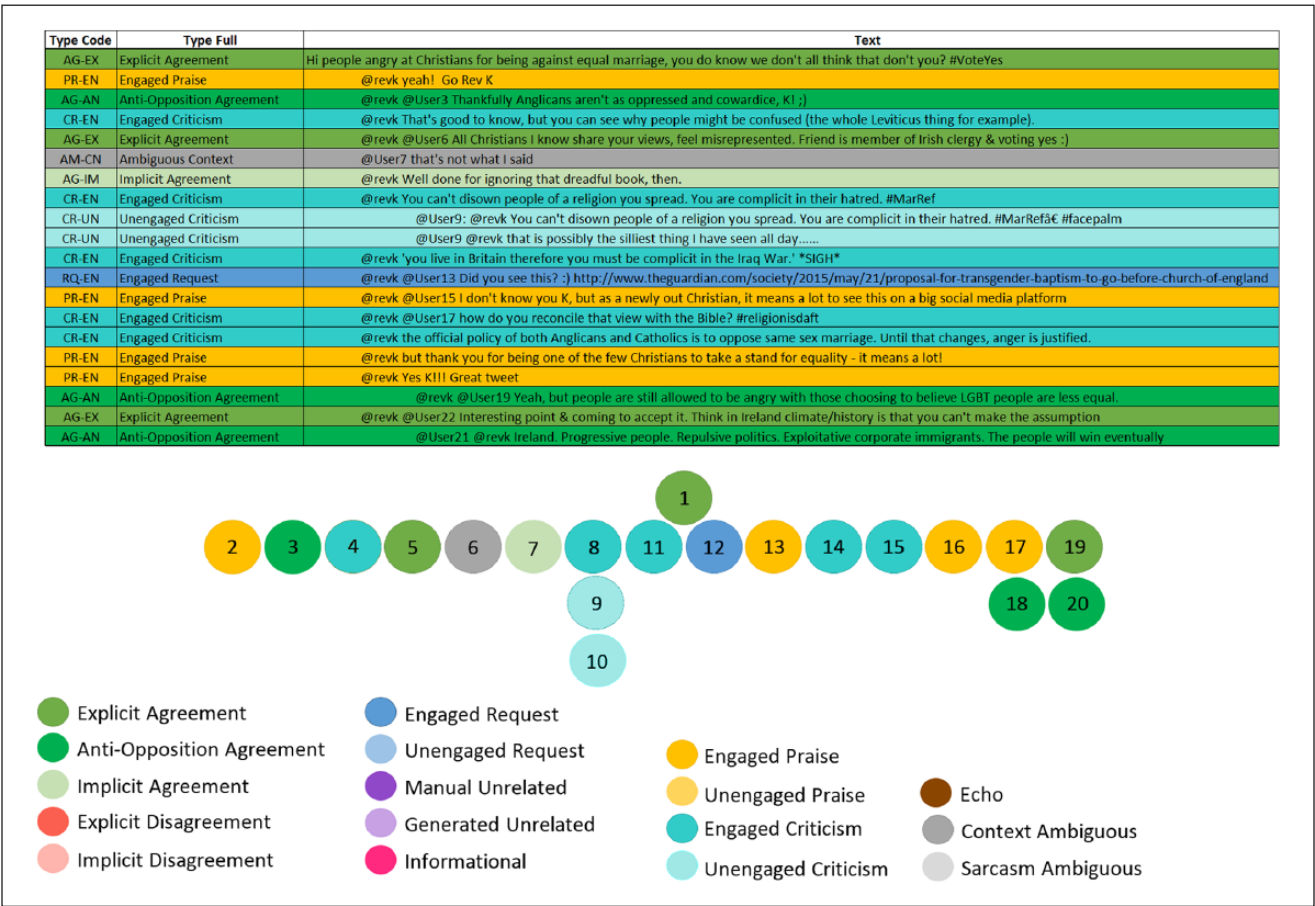 Type Code Type Full Text
AG-EX Explicit Agreement Hi people angry at Christians for being against equal marriage, you do know we don't all think that don't you? #VoteYes
PR-EN Engaged Praise @revk yeah! Go Rev K
AG-AN Anti-Opposition Agreement @revk @User3 Thankfully Anglicans aren't as oppressed and cowardice, K! ;)
CR-EN Engaged Criticism @revk That's good to know, but you can see why people might be confused (the whole Leviticus thing for example).
AG-EX Explicit Agreement @revk @User6 All Christians I know share your views, feel misrepresented. Friend is member of Irish clergy & voting yes :)
AM-CN Ambiguous Context @User7 that's not what I said
AG-IM Implicit Agreement @revk Well done for ignoring that dreadful book, then.
CR-EN Engaged Criticism @revk You can't disown people of a religion you spread. You are complicit in their hatred. #MarRef
CR-UN Unengaged Criticism @User9: @revk You can't disown people of a religion you spread. You are complicit in their hatred. #MarRefâ€ #facepalm
CR-UN Unengaged Criticism @User9 @revk that is possibly the silliest thing I have seen all day......
CR-EN Engaged Criticism @revk 'you live in Britain therefore you must be complicit in the Iraq War.' *SIGH*
RQ-EN Engaged Request @revk @User13 Did you see this? :) http://www.theguardian.com/society/2015/may/21/proposal-for-transgender-baptism-to-go-before-church-of-england
PR-EN Engaged Praise @revk @User15 I don't know you K, but as a newly out Christian, it means a lot to see this on a big social media platform
CR-EN Engaged Criticism @revk @User17 how do you reconcile that view with the Bible? #religionisdaft
CR-EN Engaged Criticism @revk the official policy of both Anglicans and Catholics is to oppose same sex marriage. Until that changes, anger is justified.
PR-EN Engaged Praise @revk but thank you for being one of the few Christians to take a stand for equality - it means a lot!
PR-EN Engaged Praise @revk Yes K!!! Great tweet
AG-AN Anti-Opposition Agreement @revk @User19 Yeah, but people are still allowed to be angry with those choosing to believe LGBT people are less equal.
AG-EX Explicit Agreement @revk @User22 Interesting point & coming to accept it. Think in Ireland climate/history is that you can't make the assumption
AG-AN Anti-Opposition Agreement @User21 @revk Ireland. Progressive people. Repulsive politics. Exploitative corporate immigrants. The people will win eventually
1
2 3 4 5 6 7 8 11 12 13 14 15 16 17 19
9 18 20
10
Explicit Agreement
Anti-Opposition Agreement
Implicit Agreement
Explicit Disagreement
Implicit Disagreement
Engaged Request
Unengaged Request
Manual Unrelated
Generated Unrelated
Informational
Engaged Praise
Unengaged Praise
Engaged Criticism
Unengaged Criticism
Echo
Context Ambiguous
Sarcasm Ambiguous